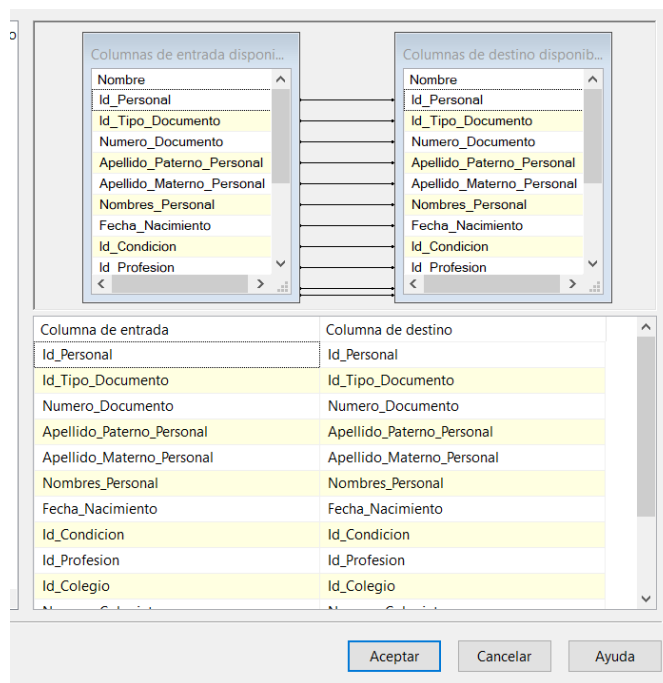 o
Columnas de entrada disponi...
Columnas de destino disponib...
Nombre
Id_Personal
Id_Tipo_Documento
Numero_Documento
Apellido_Paterno_Personal
Apellido_Materno_Personal
Nombres_Personal
Fecha_Nacimiento
Id_Condicion
Id_Profesion
Nombre
Id_Personal
Id_Tipo_Documento
Numero_Documento
Apellido_Paterno_Personal
Apellido_Materno_Personal
Nombres_Personal
Fecha_Nacimiento
Id_Condicion
Id_Profesion
Columna de entrada Columna de destino
Id_Personal Id_Personal
Id_Tipo_Documento Id_Tipo_Documento
Numero_Documento Numero_Documento
Apellido_Paterno_Personal Apellido_Paterno_Personal
Apellido_Materno_Personal Apellido_Materno_Personal
Nombres_Personal Nombres_Personal
Fecha_Nacimiento Fecha_Nacimiento
Id_Condicion Id_Condicion
Id_Profesion Id_Profesion
Id_Colegio Id_Colegio
Aceptar Cancelar Ayuda